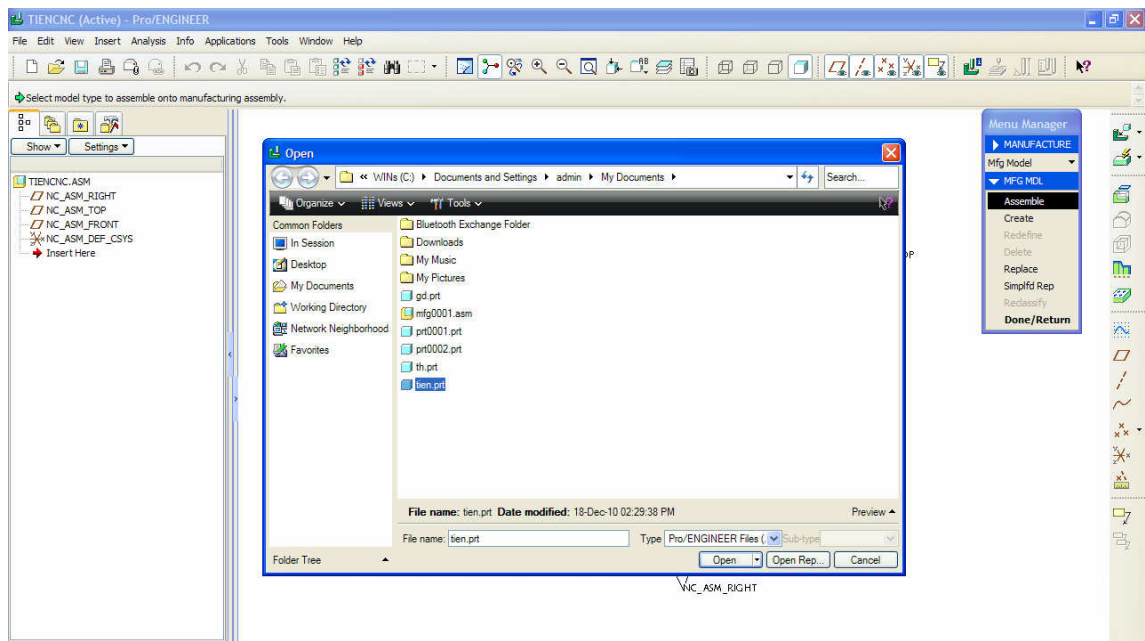 TIENCNC (Active) - Pro/ENGINEER
File Edit View Insert Analysis Info Applications Tools Window Help
Select model type to assemble onto manufacturing assembly.
Show Settings
TIENCNC.ASM
NC_ASM_RIGHT
NC_ASM_TOP
NC_ASM_FRONT
NC_ASM_DEF_CSYS
Insert Here
Open
« WINs (C:) Documents and Settings admin My Documents Search...
Organize Views Tools
Common Folders
In Session
Desktop
My Documents
Working Directory
Network Neighborhood
Favorites
Bluetooth Exchange Folder
Downloads
My Music
My Pictures
gd.prt
mfg0001.asm
prt0001.prt
prt0002.prt
th.prt
tien.prt
File name: tien.prt Date modified: 18-Dec-10 02:29:38 PM Preview
File name: tien.prt Type Pro/ENGINEER Files (. Sub-type
Folder Tree Open Open Rep... Cancel
NC_ASM_RIGHT
Menu Manager
MANUFACTURE
Mfg Model
MFG MDL
Assemble
Create
Redefine
Delete
Replace
Simplfd Rep
Reclassify
Done/Return